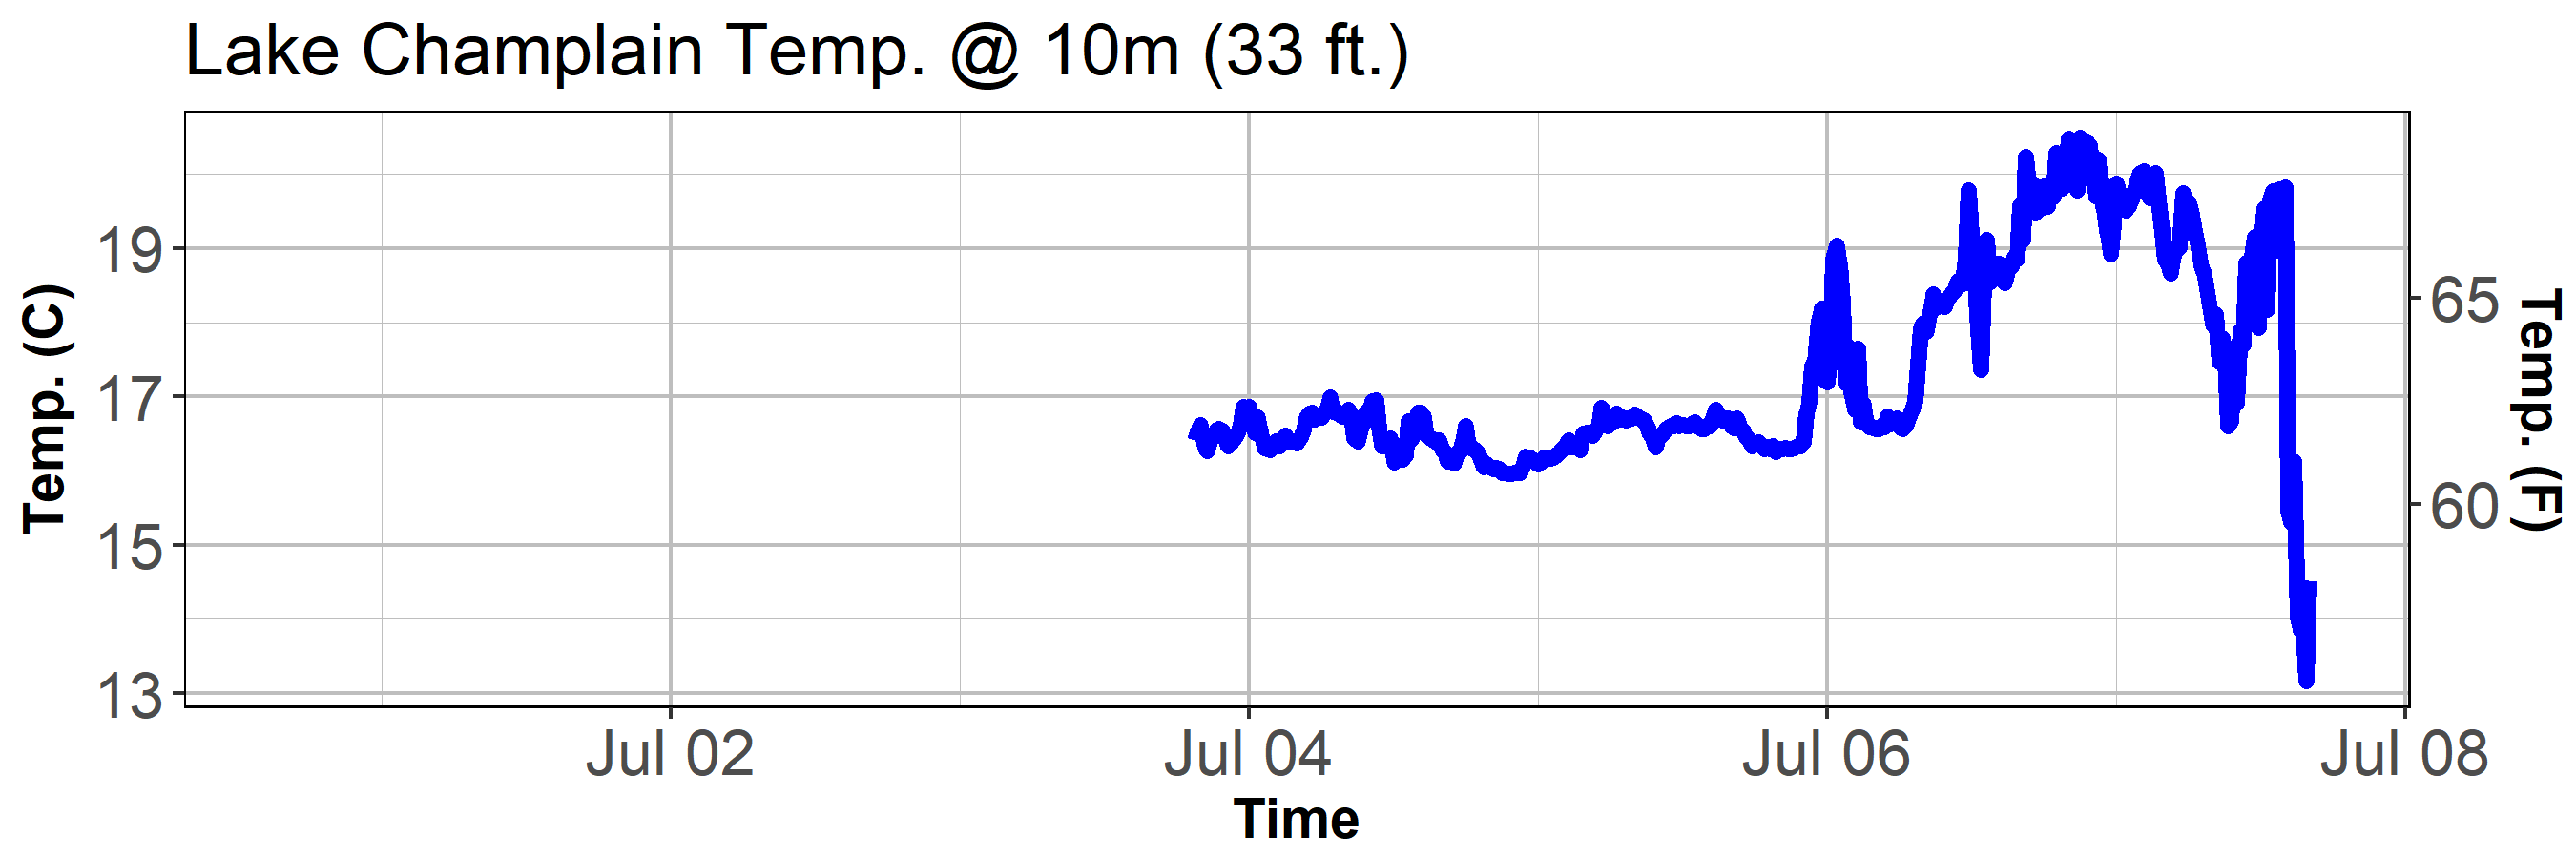 Lake Champlain Temp. @ 10m (33 ft.)
Temp. (C)
19
17
15
13
65
60
Temp. (F)
Jul 02 Jul 04 Jul 06 Jul 08
Time